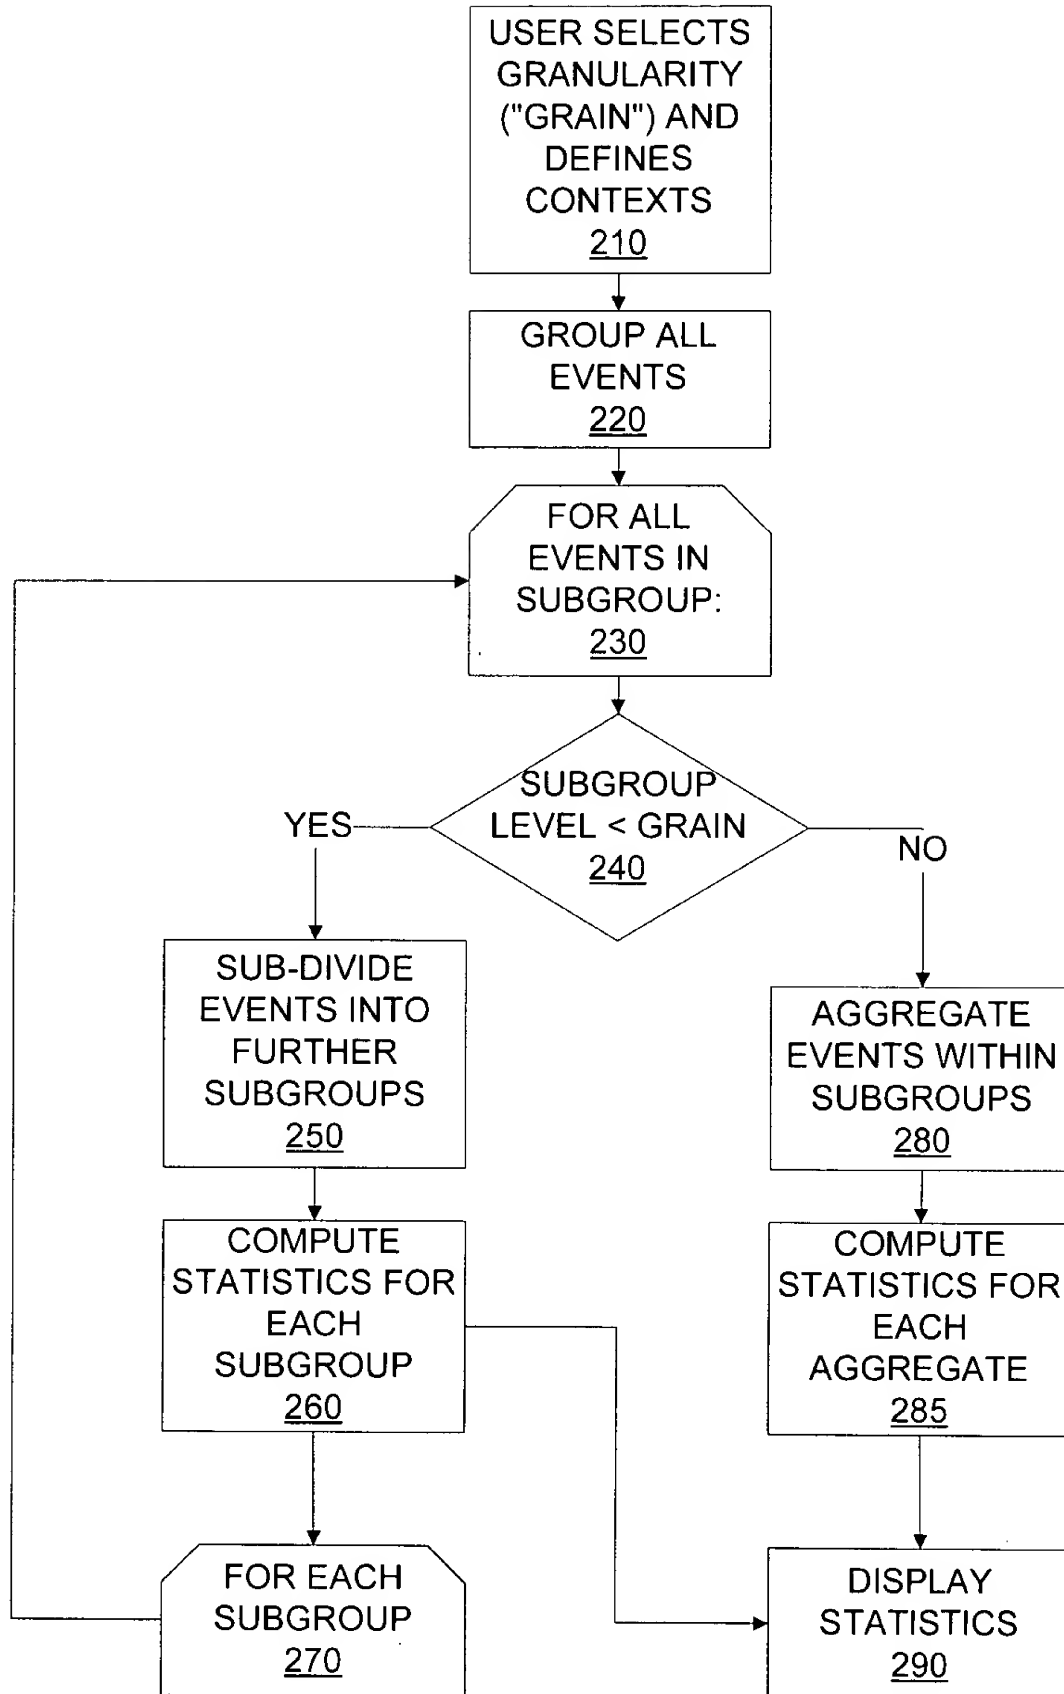 USER SELECTS
GRANULARITY
("GRAIN") AND
DEFINES
CONTEXTS
210
GROUP ALL
EVENTS
220
FOR ALL
EVENTS IN
SUBGROUP:
230
SUBGROUP
LEVEL < GRAIN
240
YES
NO
SUB-DIVIDE
EVENTS INTO
FURTHER
SUBGROUPS
250
AGGREGATE
EVENTS WITHIN
SUBGROUPS
280
COMPUTE
STATISTICS FOR
EACH
SUBGROUP
260
COMPUTE
STATISTICS FOR
EACH
AGGREGATE
285
FOR EACH
SUBGROUP
270
DISPLAY
STATISTICS
290